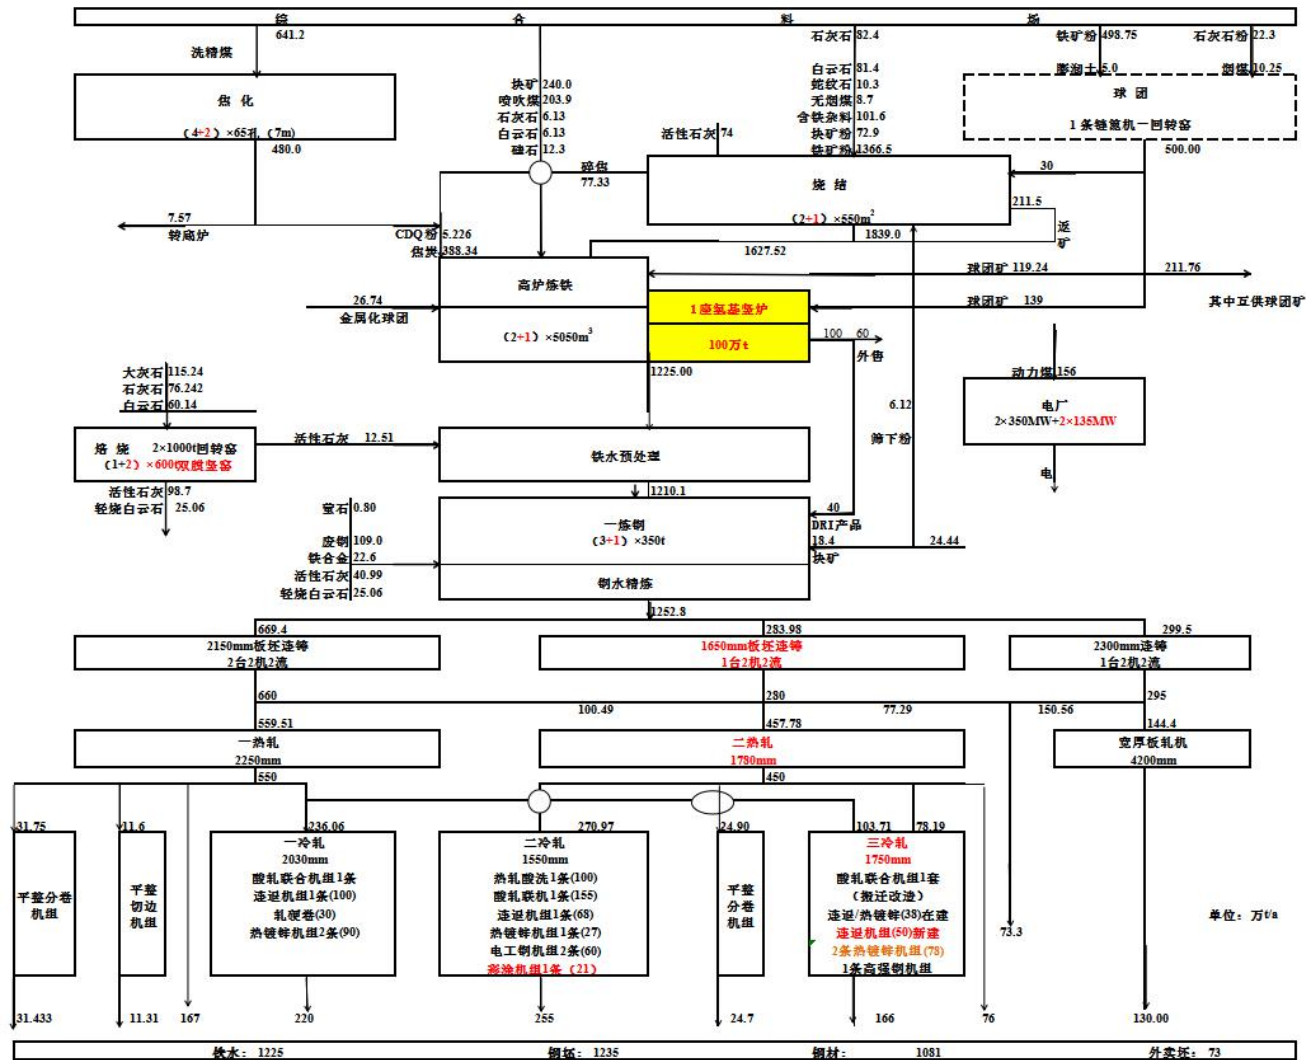 综 合 料 场
641.2
洗精煤
焦 化
(4+2)×65孔 (7m)
480.0
块矿 240.0
喷吹煤 203.9
石灰石 6.13
白云石 6.13
硅石 12.3
石灰石 82.4
白云石 81.4
蛇纹石 10.3
无烟煤 8.7
含铁杂料 101.6
块矿粉 72.9
铁矿粉 1366.5
活性石灰 74
铁矿粉 498.75
膨润土 5.0
石灰石粉 22.3
烟煤 10.25
球 团
1条链篦机—回转窑
500.00
碎焦
77.33
烧 结
(2+1)×550m²
30
211.5
返矿
1839.0
1627.52
7.57
转底炉
CDQ粉 5.226
焦炭 388.34
高炉炼铁
(2+1)×5050m³
26.74
金属化球团
球团矿 119.24
211.76
球团矿 139
其中互供球团矿
1座氢基竖炉
100万t
100 60
外售
1225.00
大灰石 115.24
石灰石 76.242
白云石 60.14
焙 烧 2×1000t回转窑
(1+2)×600t双膛竖窑
活性石灰 98.7
轻烧白云石 25.06
活性石灰 12.51
铁水预处理
1210.1
6.12
筛下粉
动力煤 156
电厂
2×350MW+2×135MW
电
萤石 0.80
废钢 109.0
铁合金 22.6
活性石灰 40.99
轻烧白云石 25.06
一炼钢
(3+1)×350t
钢水精炼
40
DRI产品
18.4
块矿
24.44
1252.8
669.4
283.98
299.5
2150mm板坯连铸
2台2机2流
1650mm板坯连铸
1台2机2流
2300mm连铸
1台2机2流
660
280
295
100.49
77.29
150.56
559.51
457.78
144.4
一热轧
2250mm
二热轧
1780mm
宽厚板轧机
4200mm
550
450
31.75
11.6
236.06
270.97
24.90
103.71
78.19
平整分卷
机组
平整
切边
机组
一冷轧
2030mm
酸轧联合机组1条
连退机组1条(100)
轧硬卷(30)
热镀锌机组2条(90)
二冷轧
1550mm
热轧酸洗1条(100)
酸轧联机1条(155)
连退机组1条(68)
热镀锌机组1条(27)
电工钢机组2条(60)
彩涂机组1条(21)
平整
分卷
机组
三冷轧
1750mm
酸轧联合机组1套
(搬迁改造)
连退/热镀锌(38)在建
连退机组(50)新建
2条热镀锌机组(78)
1条高强钢机组
73.3
单位：万t/a
31.433
11.31
167
220
255
24.7
166
76
130.00
铁水：1225 钢坯：1235 钢材： 1081 外卖坯：73